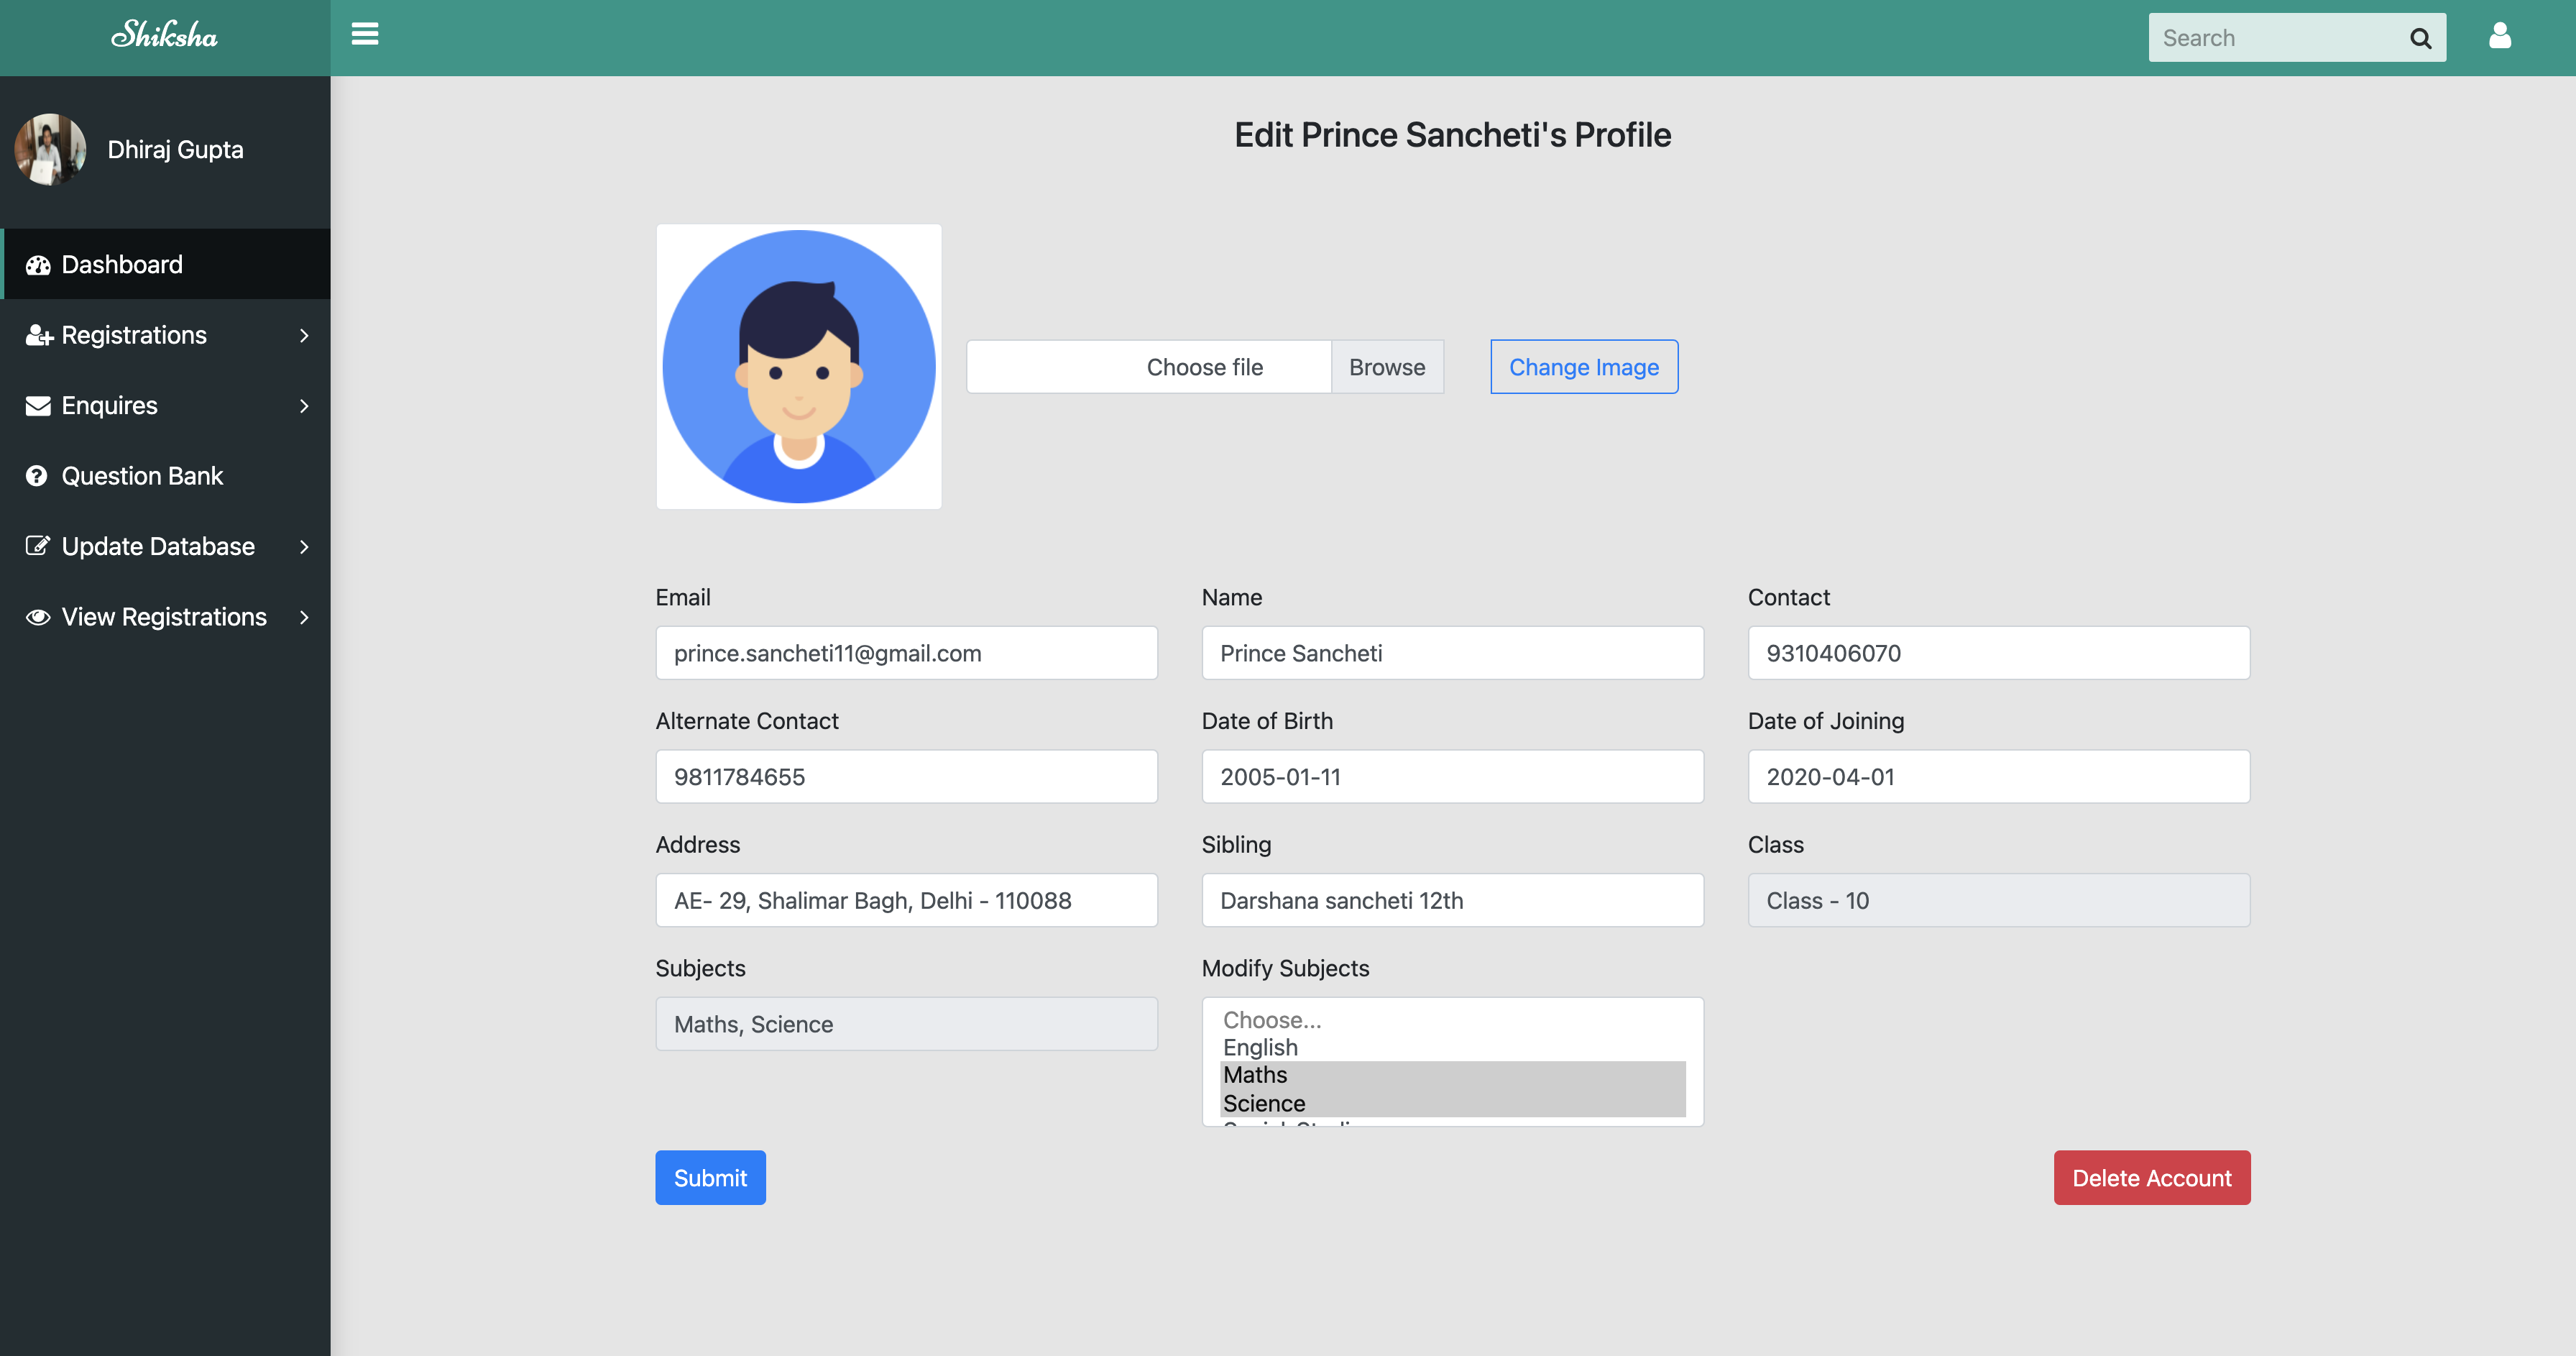 Shiksha
Search
Dhiraj Gupta
Dashboard
Registrations
Enquires
Question Bank
Update Database
View Registrations
Edit Prince Sancheti's Profile
Choose file Browse Change Image
Email Name Contact
prince.sancheti11@gmail.com Prince Sancheti 9310406070
Alternate Contact Date of Birth Date of Joining
9811784655 2005-01-11 2020-04-01
Address Sibling Class
AE- 29, Shalimar Bagh, Delhi - 110088 Darshana sancheti 12th Class - 10
Subjects Modify Subjects
Maths, Science
Choose...
English
Maths
Science
Submit Delete Account